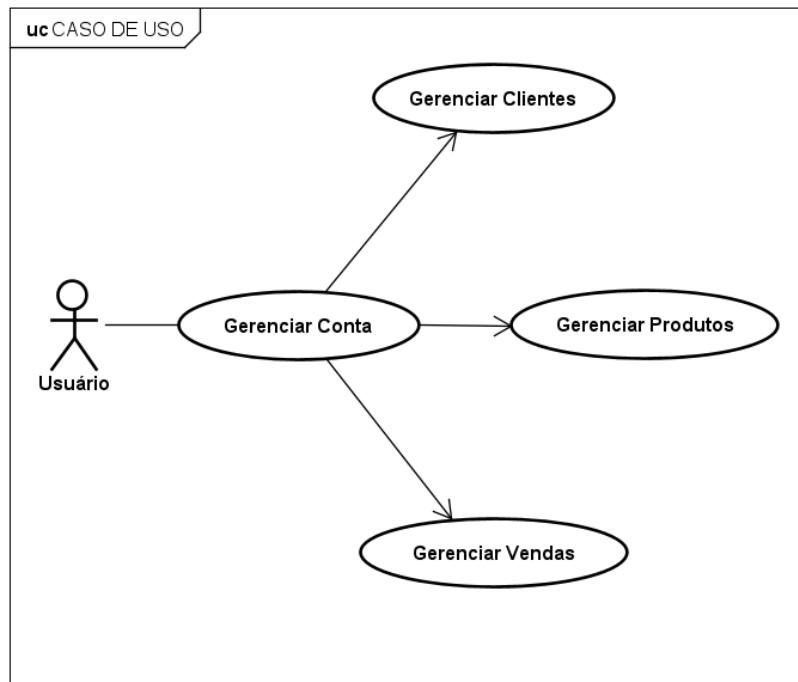 uc CASO DE USO
Gerenciar Clientes
Gerenciar Conta
Gerenciar Produtos
Usuário
Gerenciar Vendas